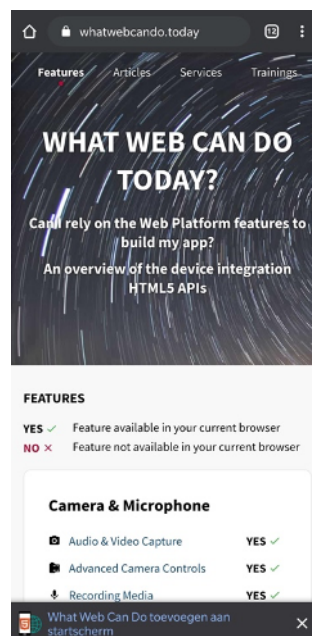 whatwebcando.today
12
Features Articles Services Trainings
WHAT WEB CAN DO
TODAY?
Can I rely on the Web Platform features to
build my app?
An overview of the device integration
HTML5 APIs
FEATURES
YES ✓ Feature available in your current browser
NO ✕ Feature not available in your current browser
Camera & Microphone
Audio & Video Capture YES ✓
Advanced Camera Controls YES ✓
Recording Media YES ✓
What Web Can Do toevoegen aan
startscherm